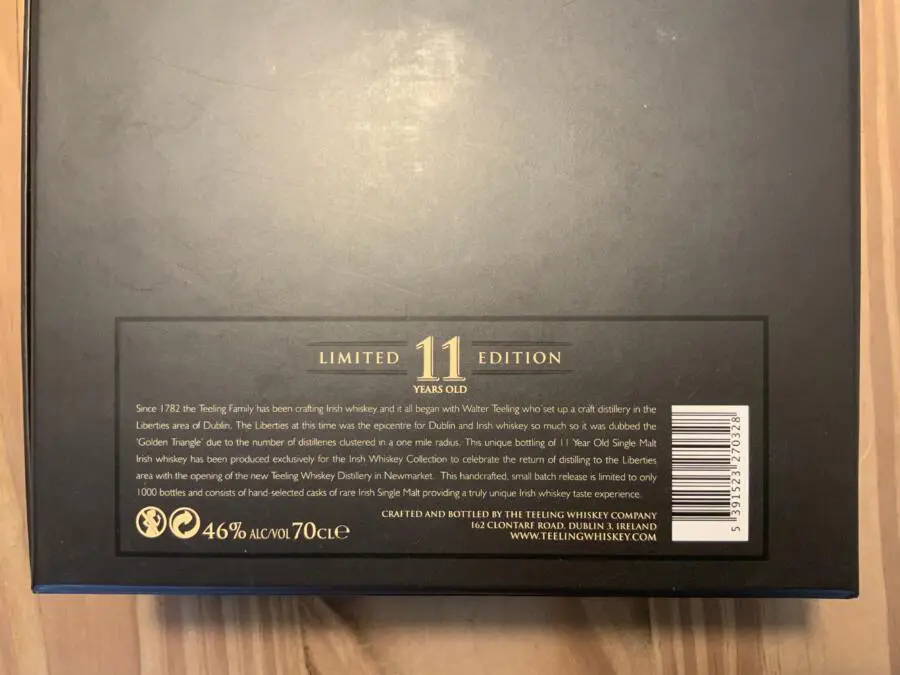 LIMITED 11 EDITION
YEARS OLD
Since 1782 the Teeling Family has been crafting Irish whiskey and it all began with Walter Teeling who set up a craft distillery in the
Liberties area of Dublin. The Liberties at this time was the epicentre for Dublin and Irish whiskey so much so it was dubbed the
'Golden Triangle' due to the number of distilleries clustered in a one mile radius. This unique bottling of 11 Year Old Single Malt
Irish whiskey has been produced exclusively for the Irish Whiskey Collection to celebrate the return of distilling to the Liberties
area with the opening of the new Teeling Whiskey Distillery in Newmarket. This handcrafted, small batch release is limited to only
1000 bottles and consists of hand-selected casks of rare Irish Single Malt providing a truly unique Irish whiskey taste experience.
46% ALC/VOL 70CL℮
CRAFTED AND BOTTLED BY THE TEELING WHISKEY COMPANY
162 CLONTARF ROAD, DUBLIN 3, IRELAND
WWW.TEELINGWHISKEY.COM
5 391523 270328